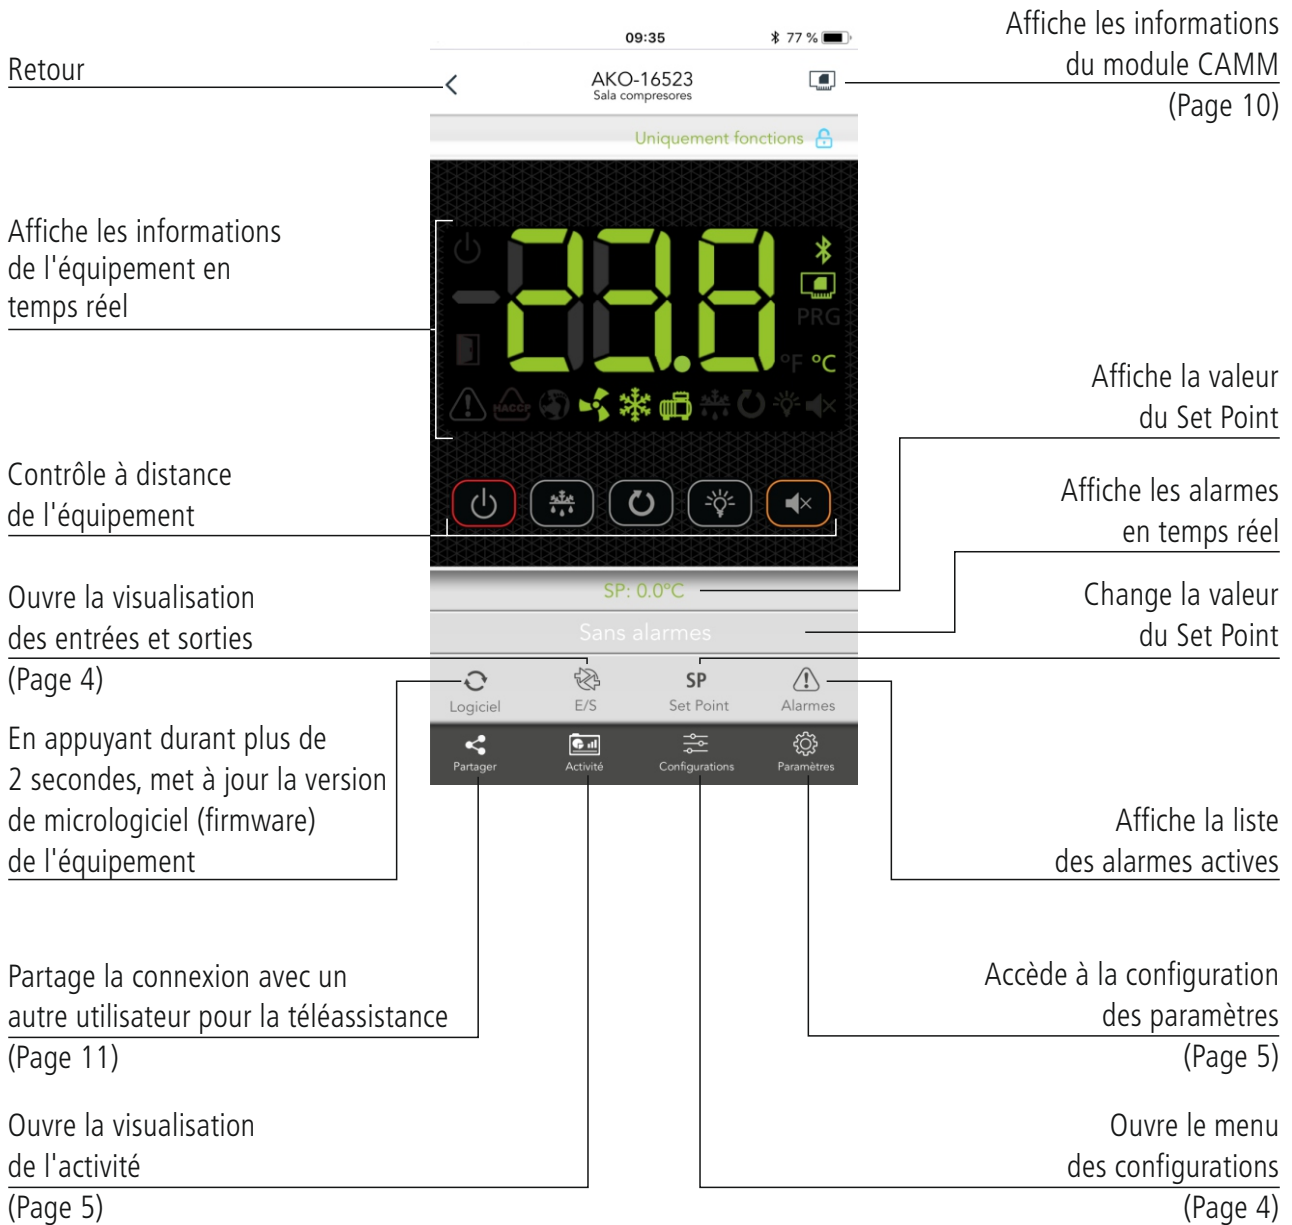 Retour
Affiche les informations
de l'équipement en
temps réel
Contrôle à distance
de l'équipement
Ouvre la visualisation
des entrées et sorties
(Page 4)
En appuyant durant plus de
2 secondes, met à jour la version
de micrologiciel (firmware)
de l'équipement
Partage la connexion avec un
autre utilisateur pour la téléassistance
(Page 11)
Ouvre la visualisation
de l'activité
(Page 5)
09:35
77 %
AKO-16523
Sala compresores
Uniquement fonctions
23.8
PRG
°F °C
HACCP
SP: 0.0°C
Sans alarmes
SP
Logiciel E/S Set Point Alarmes
Partager Activité Configurations Paramètres
Affiche les informations
du module CAMM
(Page 10)
Affiche la valeur
du Set Point
Affiche les alarmes
en temps réel
Change la valeur
du Set Point
Affiche la liste
des alarmes actives
Accède à la configuration
des paramètres
(Page 5)
Ouvre le menu
des configurations
(Page 4)